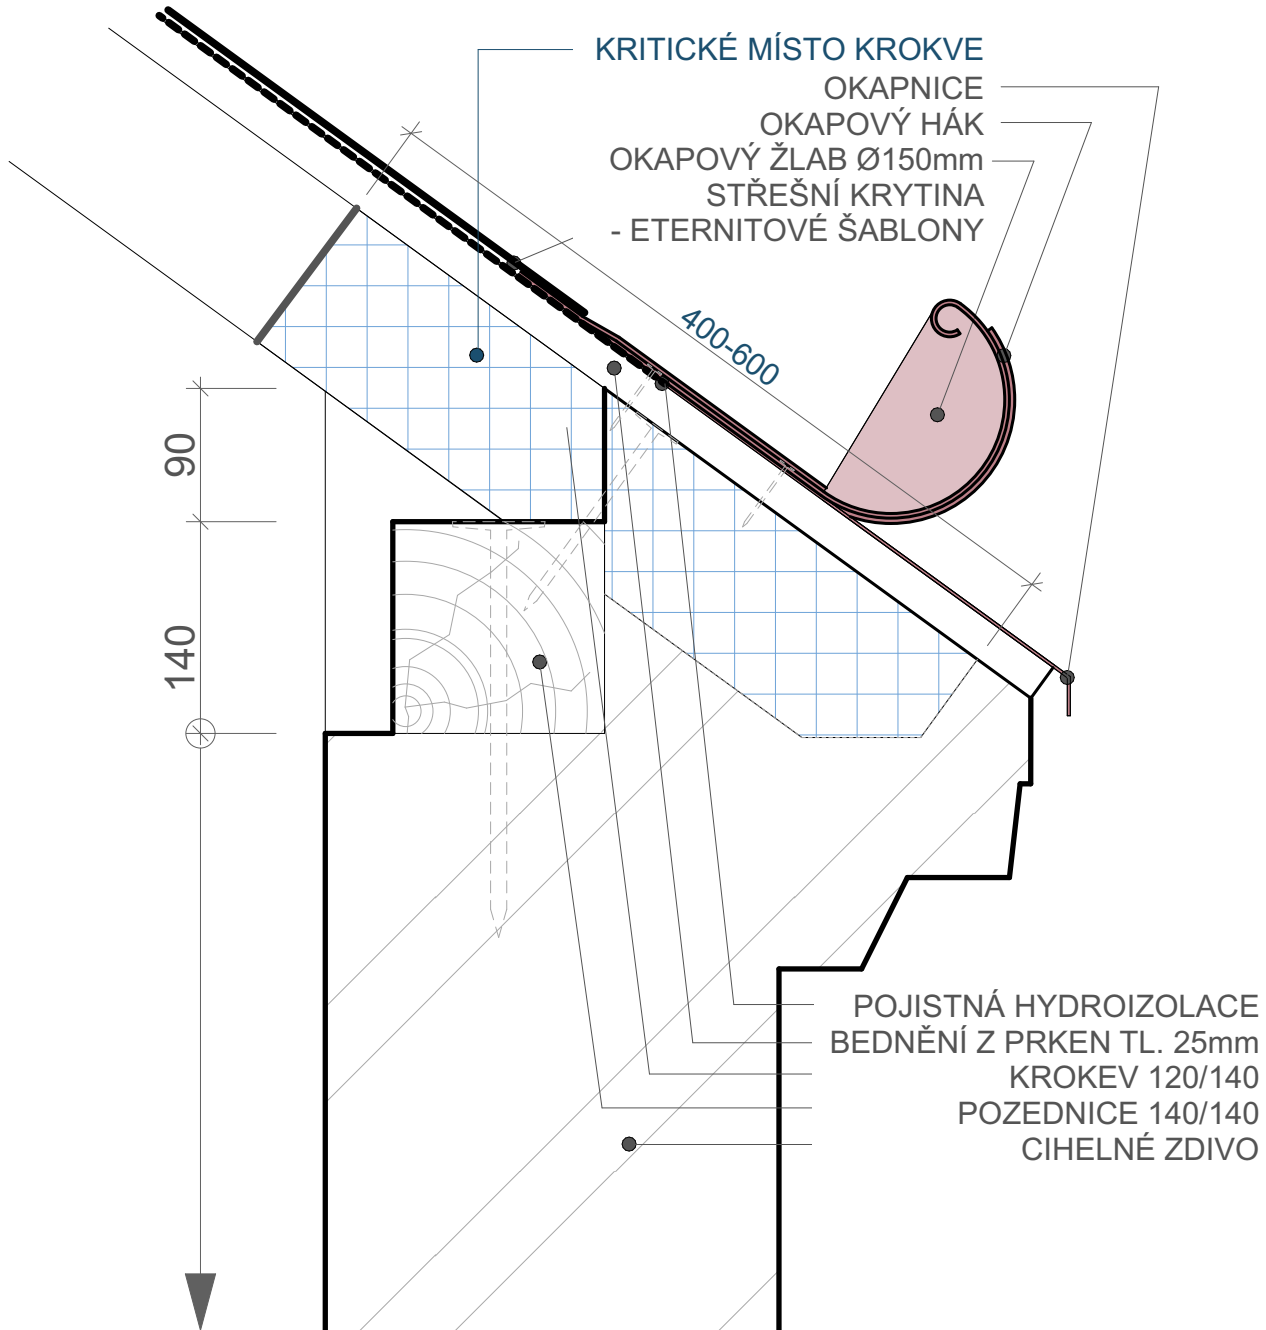 KRITICKÉ MÍSTO KROKVE
OKAPNICE
OKAPOVÝ HÁK
OKAPOVÝ ŽLAB Ø150mm
STŘEŠNÍ KRYTINA
- ETERNITOVÉ ŠABLONY
400-600
90
140
POJISTNÁ HYDROIZOLACE
BEDNĚNÍ Z PRKEN TL. 25mm
KROKEV 120/140
POZEDNICE 140/140
CIHELNÉ ZDIVO